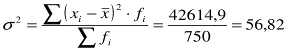 σ² = ∑(xᵢ − x̄)² · fᵢ / ∑fᵢ = 42614,9 / 750 = 56,82